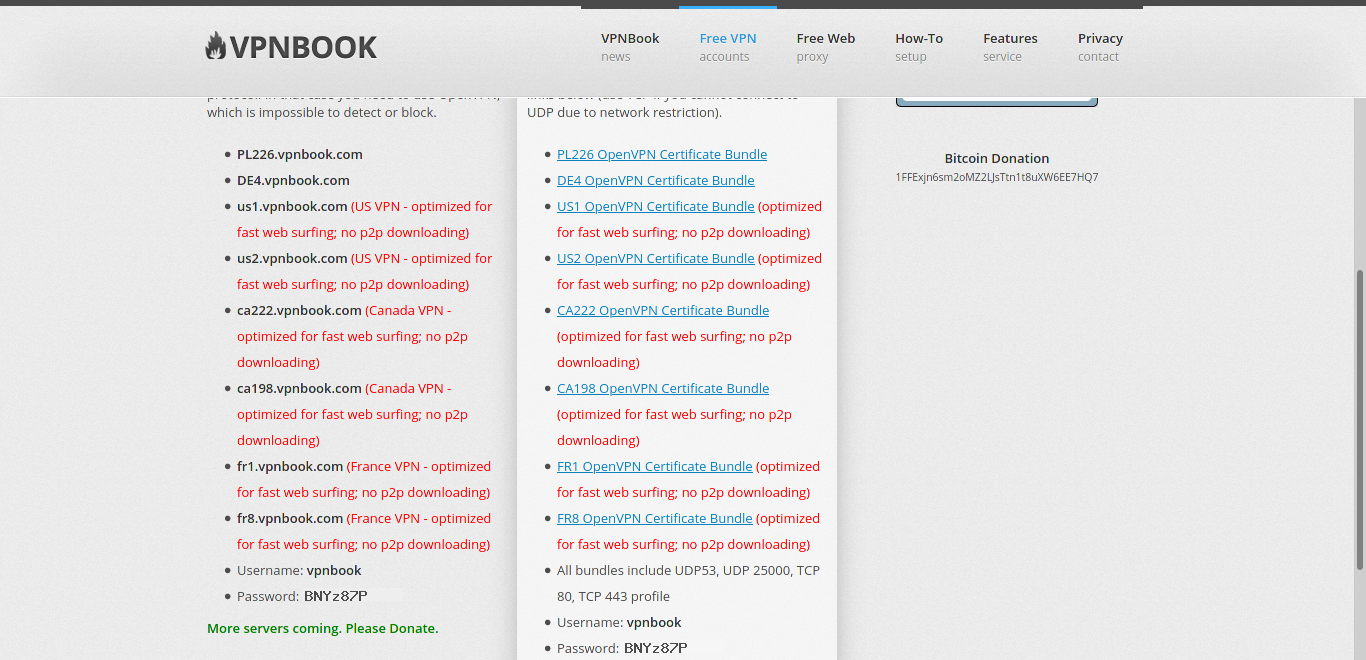 VPNBOOK
VPNBook
news
Free VPN
accounts
Free Web
proxy
How-To
setup
Features
service
Privacy
contact
which is impossible to detect or block.
PL226.vpnbook.com
DE4.vpnbook.com
us1.vpnbook.com (US VPN - optimized for
fast web surfing; no p2p downloading)
us2.vpnbook.com (US VPN - optimized for
fast web surfing; no p2p downloading)
ca222.vpnbook.com (Canada VPN -
optimized for fast web surfing; no p2p
downloading)
ca198.vpnbook.com (Canada VPN -
optimized for fast web surfing; no p2p
downloading)
fr1.vpnbook.com (France VPN - optimized
for fast web surfing; no p2p downloading)
fr8.vpnbook.com (France VPN - optimized
for fast web surfing; no p2p downloading)
Username: vpnbook
Password: BNYz87P
More servers coming. Please Donate.
UDP due to network restriction).
PL226 OpenVPN Certificate Bundle
DE4 OpenVPN Certificate Bundle
US1 OpenVPN Certificate Bundle (optimized
for fast web surfing; no p2p downloading)
US2 OpenVPN Certificate Bundle (optimized
for fast web surfing; no p2p downloading)
CA222 OpenVPN Certificate Bundle
(optimized for fast web surfing; no p2p
downloading)
CA198 OpenVPN Certificate Bundle
(optimized for fast web surfing; no p2p
downloading)
FR1 OpenVPN Certificate Bundle (optimized
for fast web surfing; no p2p downloading)
FR8 OpenVPN Certificate Bundle (optimized
for fast web surfing; no p2p downloading)
All bundles include UDP53, UDP 25000, TCP
80, TCP 443 profile
Username: vpnbook
Password: BNYz87P
Bitcoin Donation
1FFExjn6sm2oMZ2LJsTtn1t8uXW6EE7HQ7